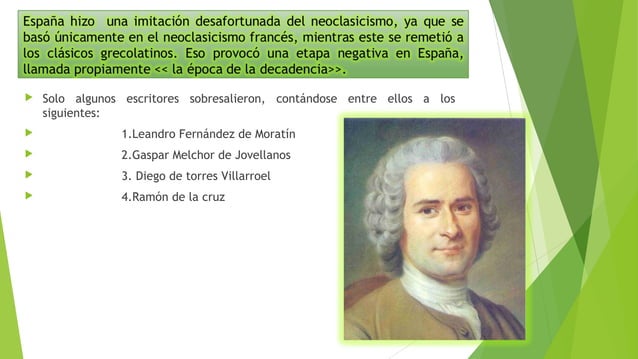 España hizo una imitación desafortunada del neoclasicismo, ya que se
basó únicamente en el neoclasicismo francés, mientras este se remetió a
los clásicos grecolatinos. Eso provocó una etapa negativa en España,
llamada propiamente << la época de la decadencia>>.
Solo algunos escritores sobresalieron, contándose entre ellos a los
siguientes:
1.Leandro Fernández de Moratín
2.Gaspar Melchor de Jovellanos
3. Diego de torres Villarroel
4.Ramón de la cruz